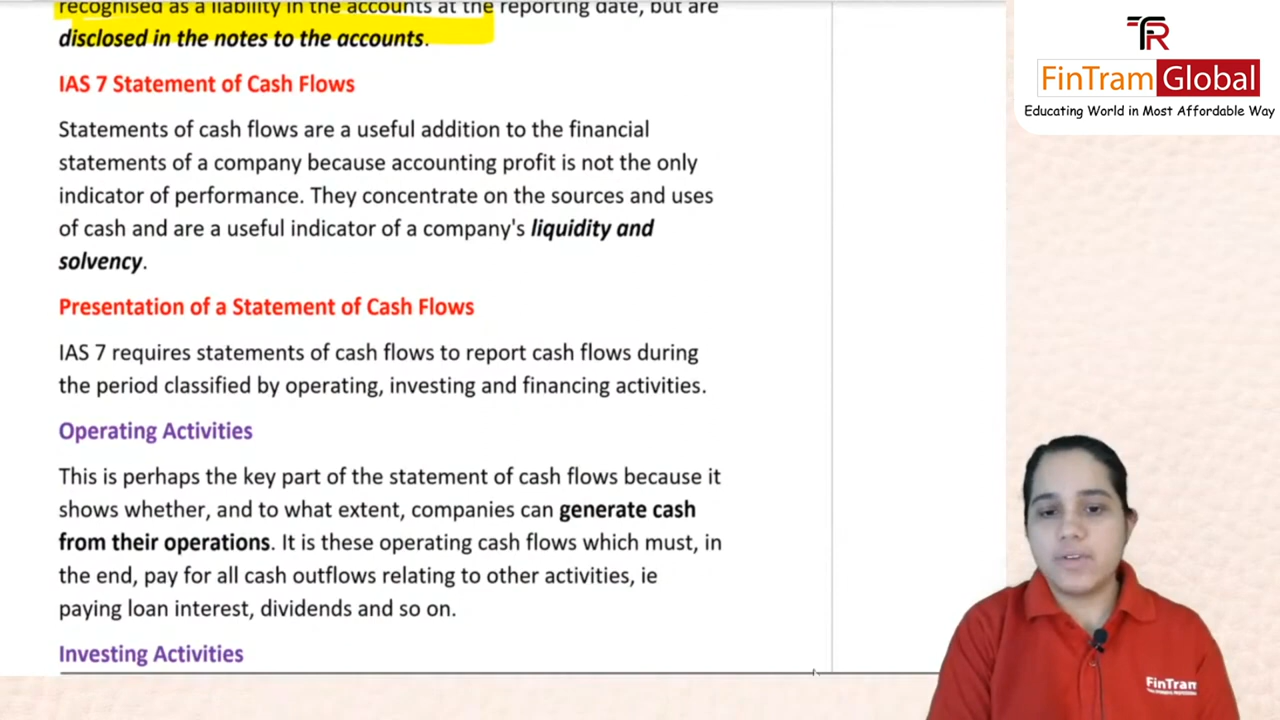 recognised as a liability in the accounts at the reporting date, but are
disclosed in the notes to the accounts.
IAS 7 Statement of Cash Flows
Statements of cash flows are a useful addition to the financial
statements of a company because accounting profit is not the only
indicator of performance. They concentrate on the sources and uses
of cash and are a useful indicator of a company's liquidity and
solvency.
Presentation of a Statement of Cash Flows
IAS 7 requires statements of cash flows to report cash flows during
the period classified by operating, investing and financing activities.
Operating Activities
This is perhaps the key part of the statement of cash flows because it
shows whether, and to what extent, companies can generate cash
from their operations. It is these operating cash flows which must, in
the end, pay for all cash outflows relating to other activities, ie
paying loan interest, dividends and so on.
Investing Activities
FinTram Global
Educating World in Most Affordable Way
FinTram